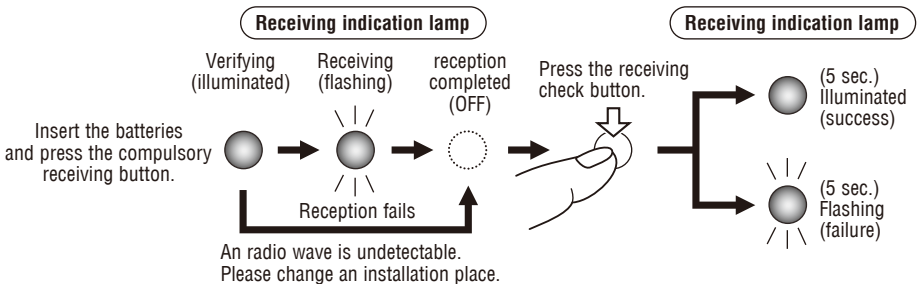 Receiving indication lamp
Receiving indication lamp
Verifying
(illuminated)
Receiving
(flashing)
reception
completed
(OFF)
Press the receiving
check button.
(5 sec.)
Illuminated
(success)
Insert the batteries
and press the compulsory
receiving button.
(5 sec.)
Flashing
(failure)
Reception fails
An radio wave is undetectable.
Please change an installation place.